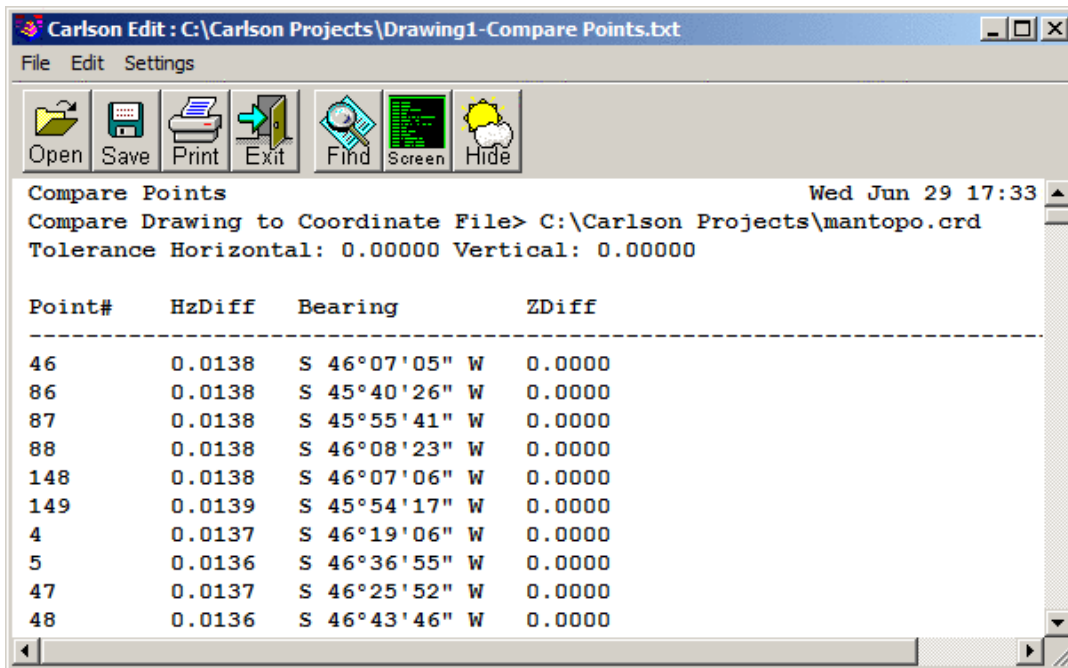 Carlson Edit : C:\Carlson Projects\Drawing1-Compare Points.txt
File Edit Settings
Open Save Print Exit Find Screen Hide
Compare Points Wed Jun 29 17:33
Compare Drawing to Coordinate File> C:\Carlson Projects\mantopo.crd
Tolerance Horizontal: 0.00000 Vertical: 0.00000
Point# HzDiff Bearing ZDiff
46 0.0138 S 46°07'05" W 0.0000
86 0.0138 S 45°40'26" W 0.0000
87 0.0138 S 45°55'41" W 0.0000
88 0.0138 S 46°08'23" W 0.0000
148 0.0138 S 46°07'06" W 0.0000
149 0.0139 S 45°54'17" W 0.0000
4 0.0137 S 46°19'06" W 0.0000
5 0.0136 S 46°36'55" W 0.0000
47 0.0137 S 46°25'52" W 0.0000
48 0.0136 S 46°43'46" W 0.0000